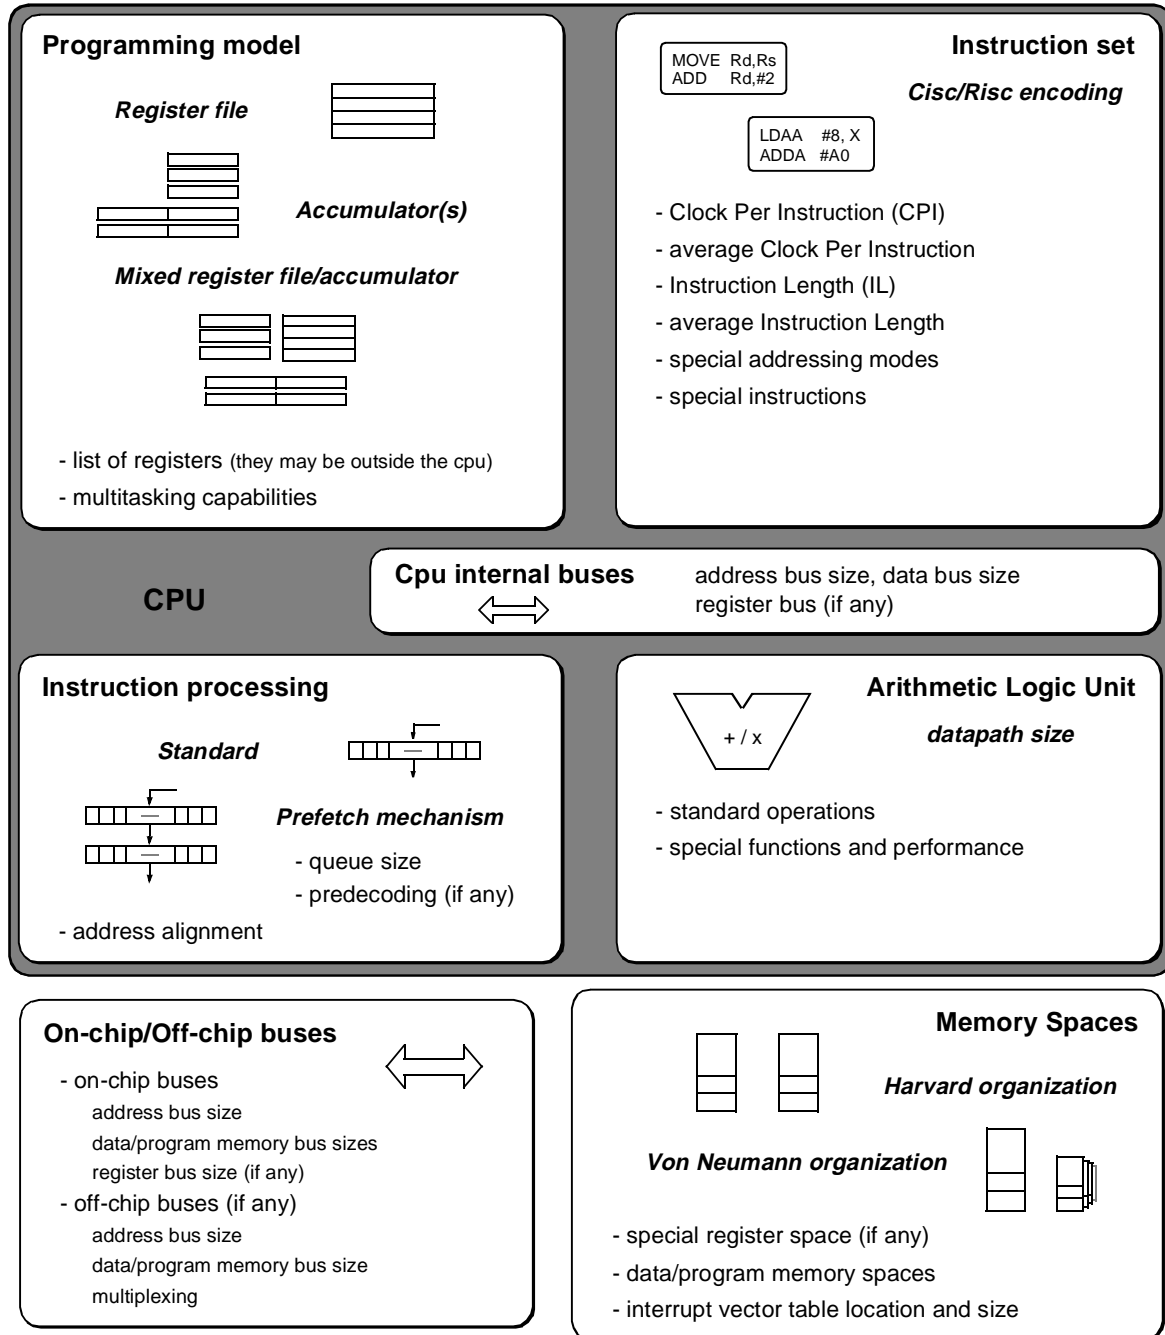 Programming model
Register file
Accumulator(s)
Mixed register file/accumulator
- list of registers (they may be outside the cpu)
- multitasking capabilities
Instruction set
MOVE Rd,Rs
ADD Rd,#2
Cisc/Risc encoding
LDAA #8, X
ADDA #A0
- Clock Per Instruction (CPI)
- average Clock Per Instruction
- Instruction Length (IL)
- average Instruction Length
- special addressing modes
- special instructions
CPU
Cpu internal buses
address bus size, data bus size
register bus (if any)
Instruction processing
Standard
Prefetch mechanism
- queue size
- predecoding (if any)
- address alignment
Arithmetic Logic Unit
+ / x
datapath size
- standard operations
- special functions and performance
On-chip/Off-chip buses
- on-chip buses
address bus size
data/program memory bus sizes
register bus size (if any)
- off-chip buses (if any)
address bus size
data/program memory bus size
multiplexing
Memory Spaces
Harvard organization
Von Neumann organization
- special register space (if any)
- data/program memory spaces
- interrupt vector table location and size